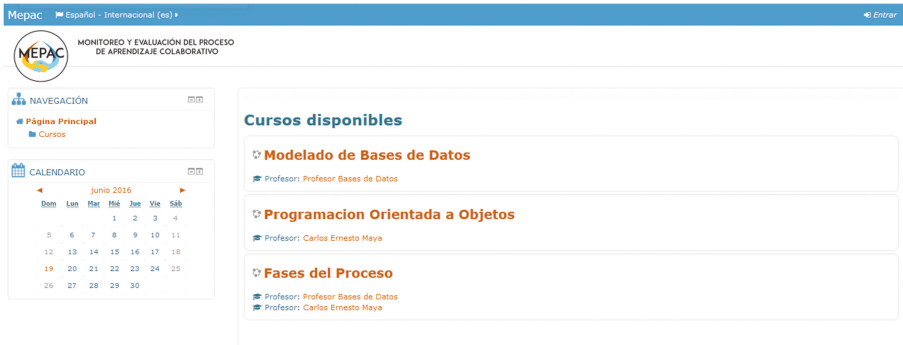 Mepac Español - Internacional (es) Entrar
MEPAC
MONITOREO Y EVALUACIÓN DEL PROCESO
DE APRENDIZAJE COLABORATIVO
NAVEGACIÓN
Página Principal
Cursos
CALENDARIO
junio 2016
Dom Lun Mar Mié Jue Vie Sáb
1 2 3 4
5 6 7 8 9 10 11
12 13 14 15 16 17 18
19 20 21 22 23 24 25
26 27 28 29 30
Cursos disponibles
Modelado de Bases de Datos
Profesor: Profesor Bases de Datos
Programacion Orientada a Objetos
Profesor: Carlos Ernesto Maya
Fases del Proceso
Profesor: Profesor Bases de Datos
Profesor: Carlos Ernesto Maya